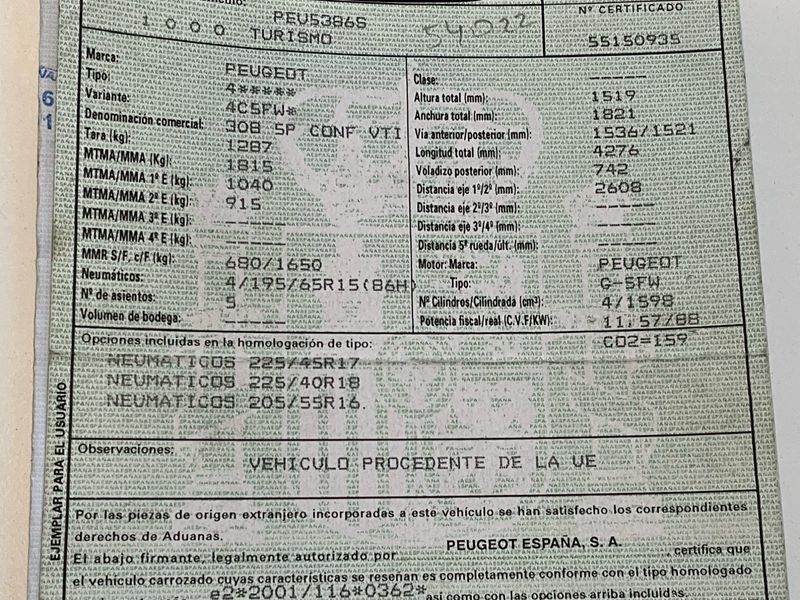 PEV5386S
54022
Nº CERTIFICADO
1000 TURISMO
55150935
Marca: PEUGEOT
Tipo: 4*****
Variante: 4C5FW*
Denominación comercial: 308 SP CONF VTI
Tara (kg): 1287
MTMA/MMA (Kg): 1815
MTMA/MMA 1º E (kg): 1040
MTMA/MMA 2º E (kg): 915
MTMA/MMA 3º E (kg): -----
MTMA/MMA 4º E (kg): -----
MMR S/F, c/F (kg): 680/1650
Neumáticos: 4/195/65R15(86H)
Nº de asientos: 5
Volumen de bodega: -----
Clase: -----
Altura total (mm): 1519
Anchura total (mm): 1821
Via anterior/posterior (mm): 1536/1521
Longitud total (mm): 4276
Voladizo posterior (mm): 742
Distancia eje 1º/2º (mm): 2608
Distancia eje 2º/3º (mm): -----
Distancia eje 3º/4º (mm): -----
Distancia 5ª rueda/últ. (mm): -----
Motor: Marca: PEUGEOT
Tipo: G-5FW
Nº Cilindros/Cilindrada (cm³): 4/1598
Potencia fiscal/real (C.V.F/KW): 11,57/88
CO2=159
Opciones incluidas en la homologación de tipo:
NEUMATICOS 225/45R17
NEUMATICOS 225/40R18
NEUMATICOS 205/55R16.
Observaciones:
VEHICULO PROCEDENTE DE LA UE
EJEMPLAR PARA EL USUARIO
Por las piezas de origen extranjero incorporadas a este vehículo se han satisfecho los correspondientes
derechos de Aduanas.
El abajo firmante, legalmente autorizado por PEUGEOT ESPAÑA, S. A. , certifica que
el vehículo carrozado cuyas características se reseñan es completamente conforme con el tipo homologado
e2*2001/116*0362* así como con las opciones arriba incluidas.